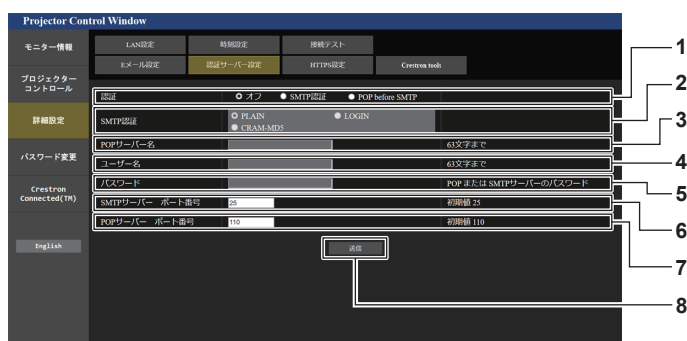 Projector Control Window
モニター情報
プロジェクター
コントロール
詳細設定
パスワード変更
Crestron
Connected(TM)
English
LAN設定 時刻設定 接続テスト
Eメール設定 認証サーバー設定 HTTPS設定 Crestron tools
認証 オフ SMTP認証 POP before SMTP 1
SMTP認証 PLAIN LOGIN 2
CRAM-MD5
POPサーバー名 63文字まで 3
ユーザー名 63文字まで 4
パスワード POP または SMTPサーバーのパスワード 5
SMTPサーバー ポート番号 25 初期値 25 6
POPサーバー ポート番号 110 初期値 110 7
送信 8